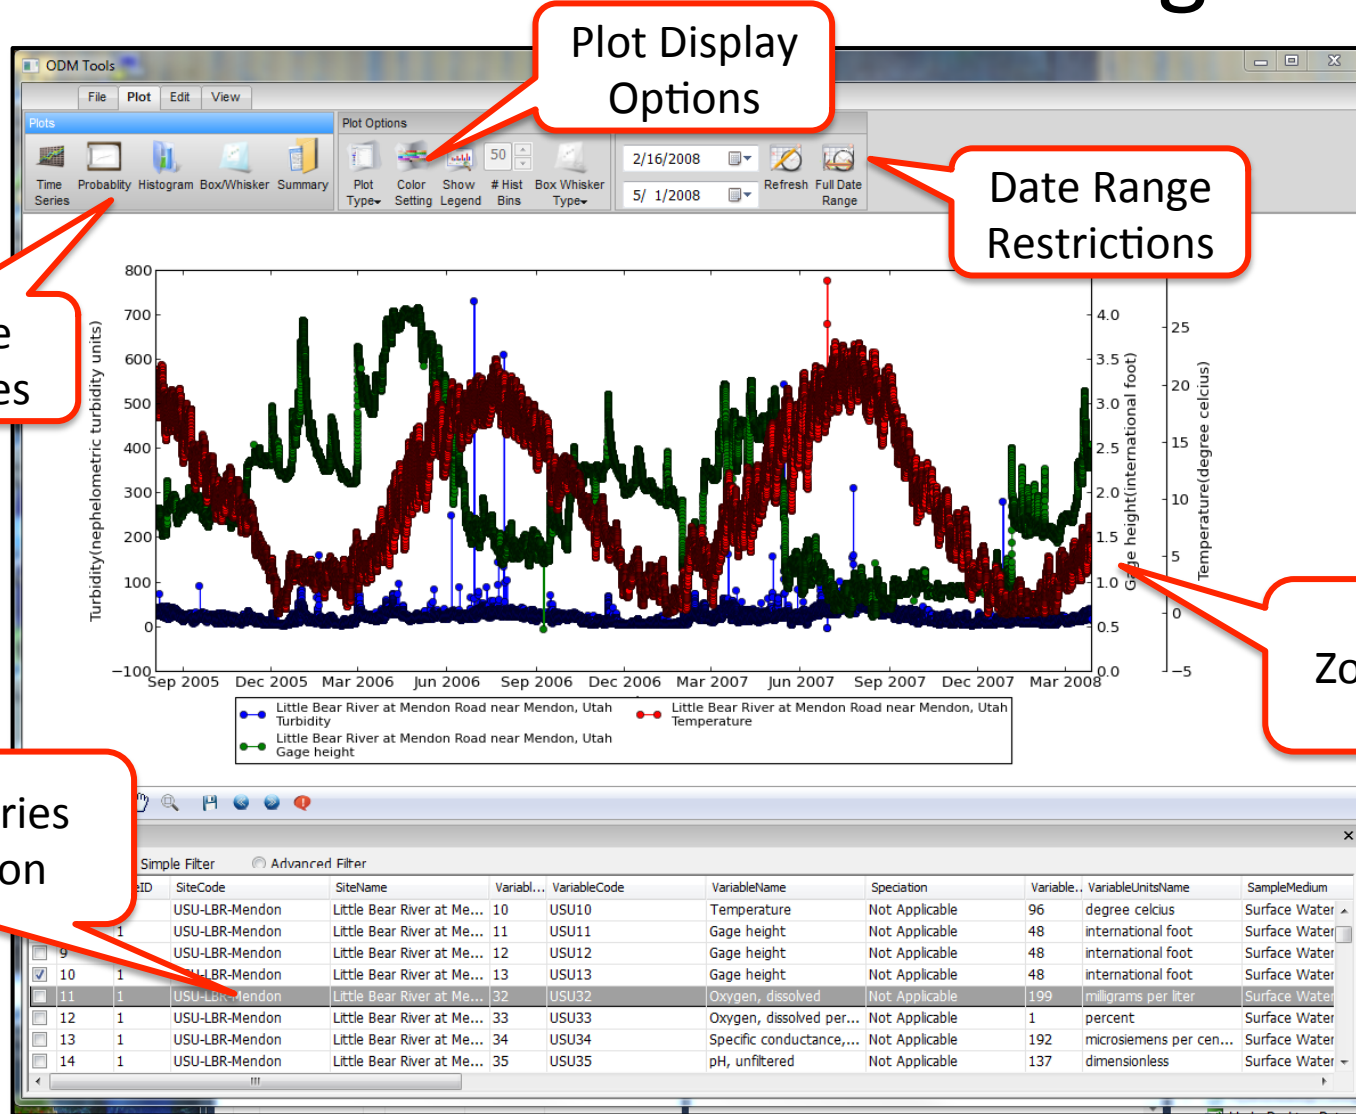 g
Plot Display
Options
ODM Tools
File Plot Edit View
Plots
Plot Options
Time Series
Probablity
Histogram
Box/Whisker
Summary
Plot Type
Color Setting
Show Legend
50
# Hist Bins
Box Whisker Type
2/16/2008
5/ 1/2008
Refresh
Full Date Range
Date Range
Restrictions
e
es
Turbidity(nephelometric turbidity units)
800
700
600
500
400
300
200
100
0
−100
4.0
3.5
3.0
2.5
2.0
1.5
1.0
0.5
0.0
Gage height(international foot)
25
20
15
10
5
0
−5
Temperature(degree celcius)
Sep 2005 Dec 2005 Mar 2006 Jun 2006 Sep 2006 Dec 2006 Mar 2007 Jun 2007 Sep 2007 Dec 2007 Mar 2008
Zo
Little Bear River at Mendon Road near Mendon, Utah
Turbidity
Little Bear River at Mendon Road near Mendon, Utah
Gage height
Little Bear River at Mendon Road near Mendon, Utah
Temperature
ries
on
Simple Filter Advanced Filter
eID SiteCode SiteName Variabl... VariableCode VariableName Speciation Variable.. VariableUnitsName SampleMedium
USU-LBR-Mendon Little Bear River at Me... 10 USU10 Temperature Not Applicable 96 degree celcius Surface Water
1 USU-LBR-Mendon Little Bear River at Me... 11 USU11 Gage height Not Applicable 48 international foot Surface Water
9 USU-LBR-Mendon Little Bear River at Me... 12 USU12 Gage height Not Applicable 48 international foot Surface Water
10 1 USU-LBR-Mendon Little Bear River at Me... 13 USU13 Gage height Not Applicable 48 international foot Surface Water
11 1 USU-LBR-Mendon Little Bear River at Me... 32 USU32 Oxygen, dissolved Not Applicable 199 milligrams per liter Surface Water
12 1 USU-LBR-Mendon Little Bear River at Me... 33 USU33 Oxygen, dissolved per... Not Applicable 1 percent Surface Water
13 1 USU-LBR-Mendon Little Bear River at Me... 34 USU34 Specific conductance,... Not Applicable 192 microsiemens per cen... Surface Water
14 1 USU-LBR-Mendon Little Bear River at Me... 35 USU35 pH, unfiltered Not Applicable 137 dimensionless Surface Water